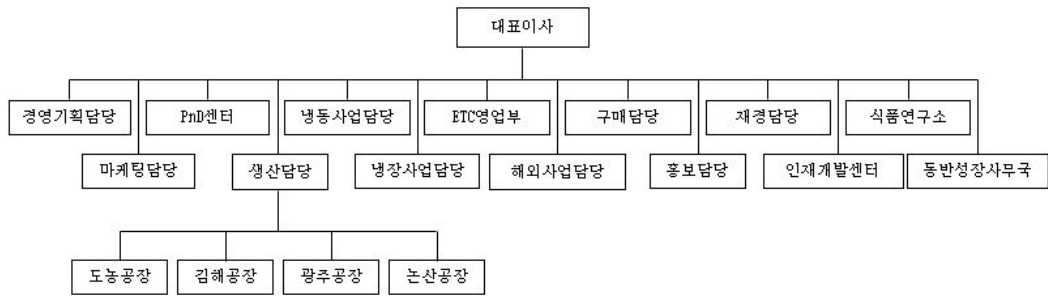 대표이사
경영기획담당 PnD센터 냉동사업담당 ETC영업부 구매담당 재경담당 식품연구소
마케팅담당 생산담당 냉장사업담당 해외사업담당 홍보담당 인재개발센터 동반성장사무국
도농공장 김해공장 광주공장 논산공장